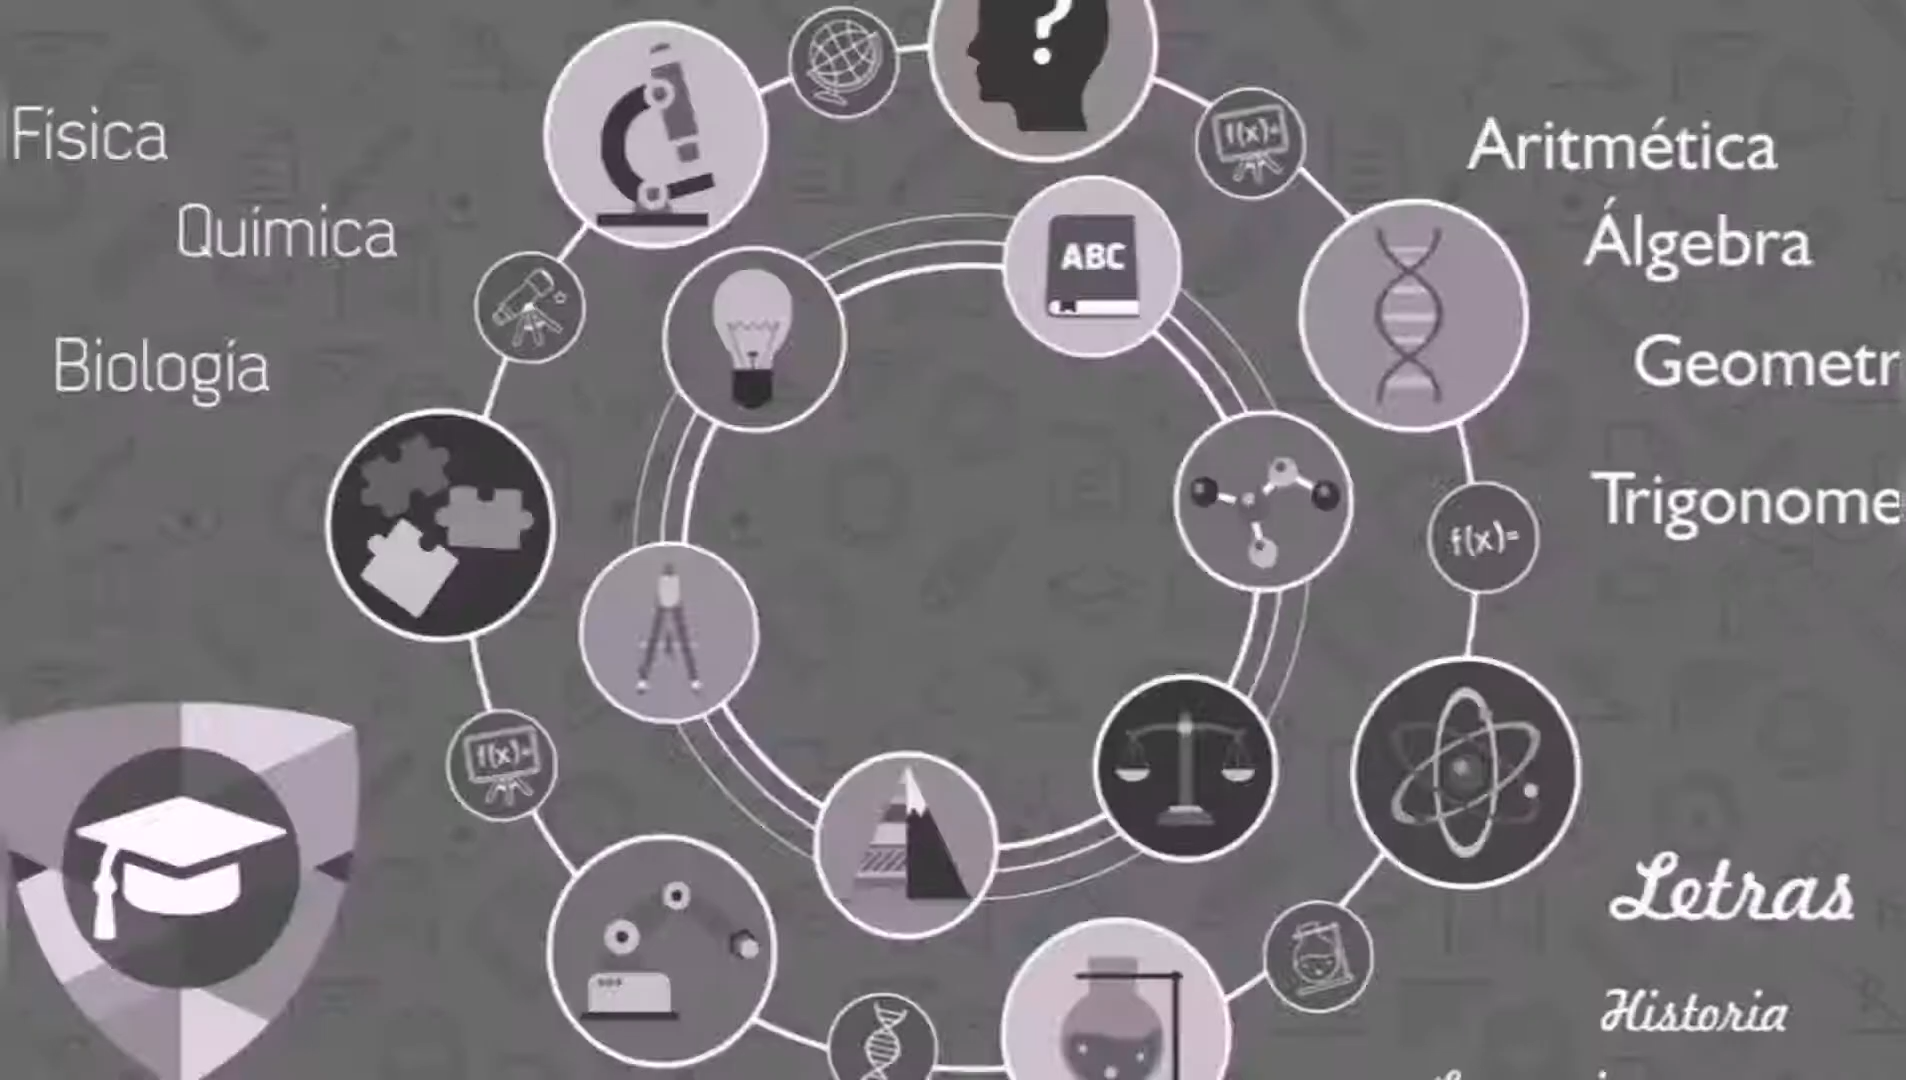 ?
f(x)=
Física
Aritmética
Química
Álgebra
ABC
Biología
Geometr
Trigonome
f(x)=
f(x)=
Letras
Historia